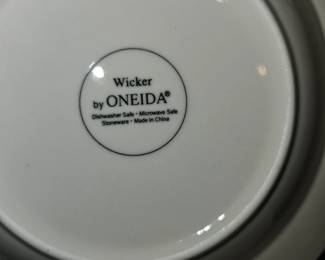 Wicker
by ONEIDA®
Dishwasher Safe • Microwave Safe
Stoneware • Made in China